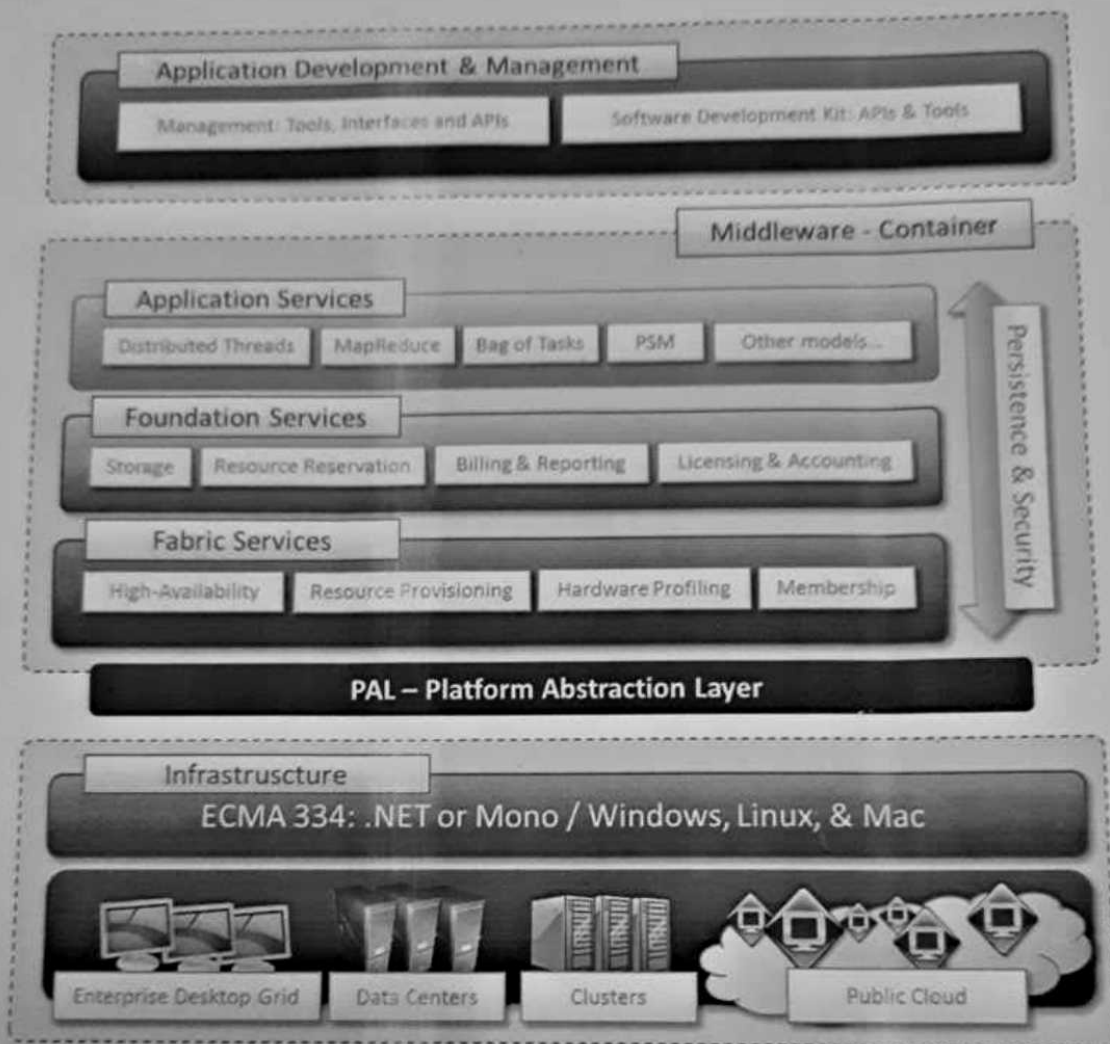 Application Development & Management
Management: Tools, Interfaces and APIs
Software Development Kit: APIs & Tools
Middleware - Container
Application Services
Distributed Threads
MapReduce
Bag of Tasks
PSM
Other models...
Foundation Services
Storage
Resource Reservation
Billing & Reporting
Licensing & Accounting
Fabric Services
High-Availability
Resource Provisioning
Hardware Profiling
Membership
Persistence & Security
PAL – Platform Abstraction Layer
Infrastruscture
ECMA 334: .NET or Mono / Windows, Linux, & Mac
Enterprise Desktop Grid
Data Centers
Clusters
Public Cloud